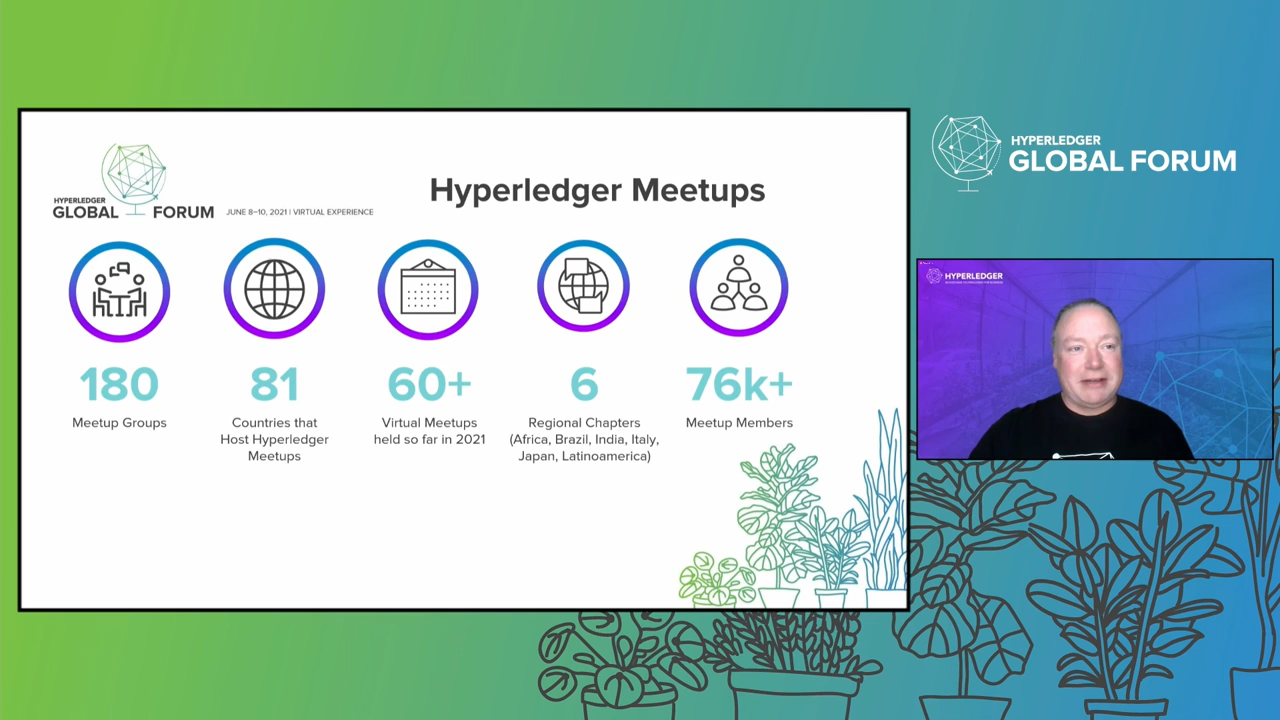 HYPERLEDGER
GLOBAL FORUM
JUNE 8–10, 2021 | VIRTUAL EXPERIENCE
Hyperledger Meetups
180
Meetup Groups
81
Countries that
Host Hyperledger
Meetups
60+
Virtual Meetups
held so far in 2021
6
Regional Chapters
(Africa, Brazil, India, Italy,
Japan, Latinoamerica)
76k+
Meetup Members
HYPERLEDGER
GLOBAL FORUM
HYPERLEDGER